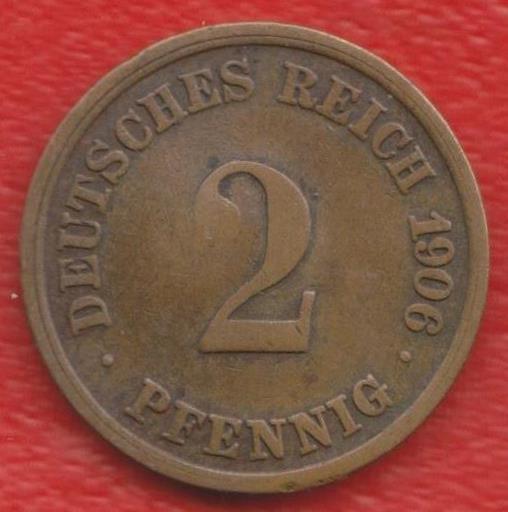 DEUTSCHES REICH 1906
2
· PFENNIG ·